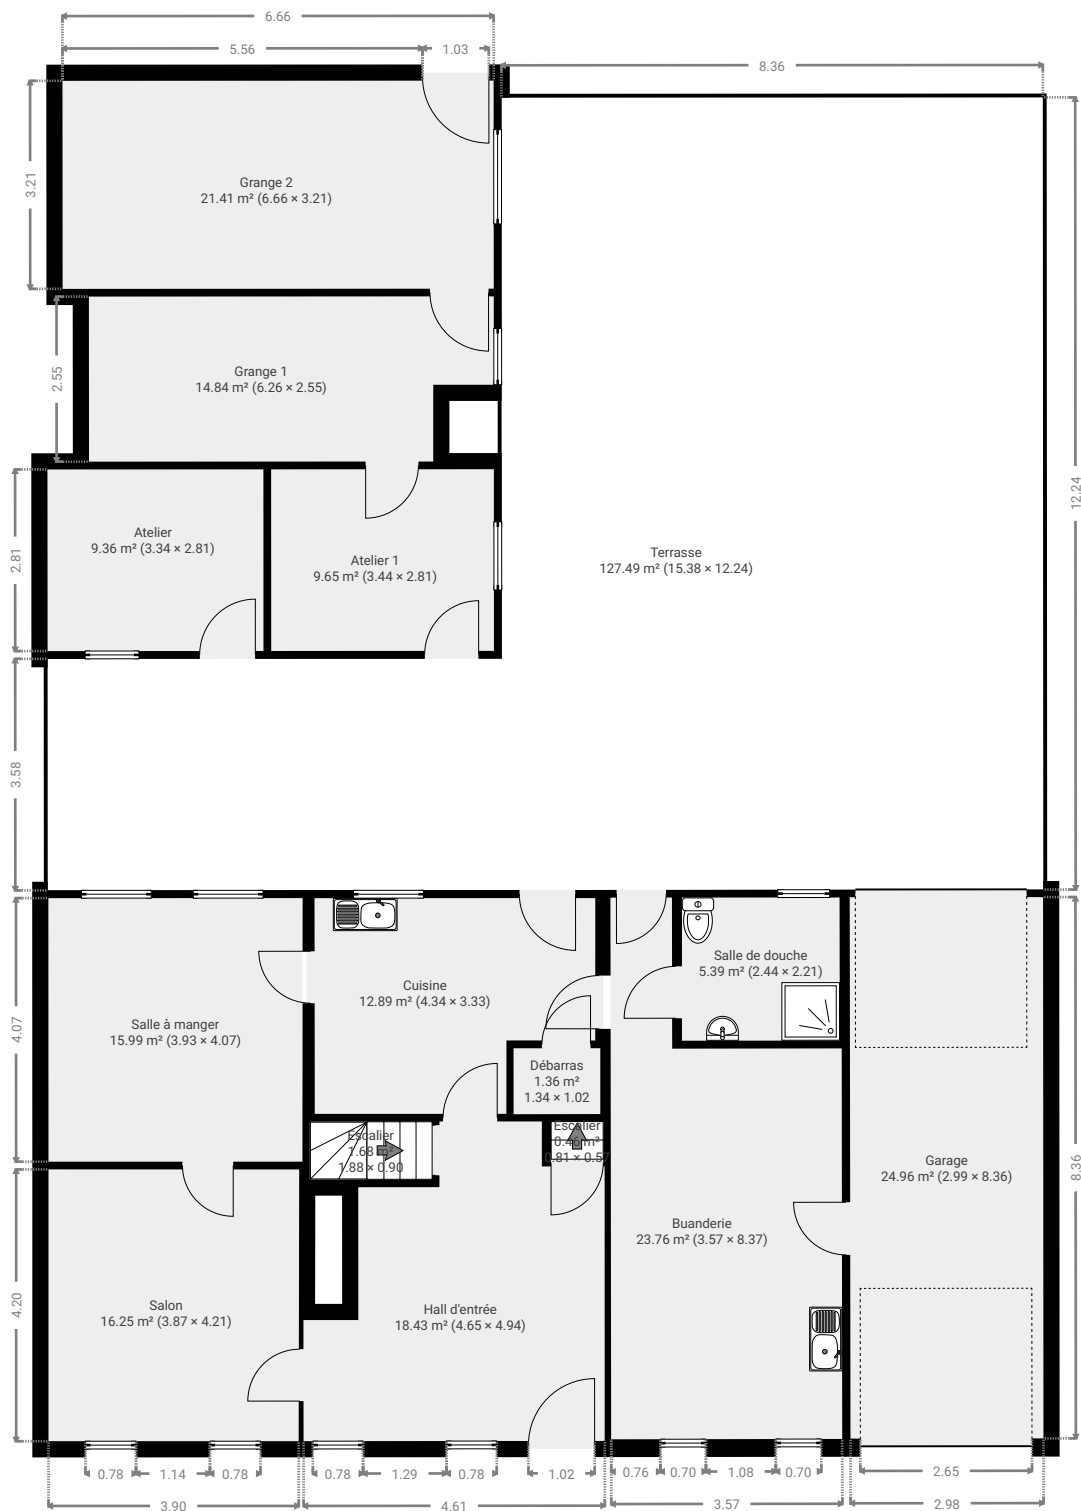 6.66
5.56
1.03
8.36
3.21
Grange 2
21.41 m² (6.66 × 3.21)
2.55
Grange 1
14.84 m² (6.26 × 2.55)
12.24
2.81
Atelier
9.36 m² (3.34 × 2.81)
Atelier 1
9.65 m² (3.44 × 2.81)
Terrasse
127.49 m² (15.38 × 12.24)
3.58
4.07
Salle à manger
15.99 m² (3.93 × 4.07)
Cuisine
12.89 m² (4.34 × 3.33)
Salle de douche
5.39 m² (2.44 × 2.21)
Débarras
1.36 m²
1.34 × 1.02
Escalier
1.68 m²
1.88 × 0.90
Escalier
0.46 m²
0.81 × 0.57
Garage
24.96 m² (2.99 × 8.36)
8.36
Buanderie
23.76 m² (3.57 × 8.37)
4.20
Salon
16.25 m² (3.87 × 4.21)
Hall d'entrée
18.43 m² (4.65 × 4.94)
0.78
1.14
0.78
0.78
1.29
0.78
1.02
0.76
0.70
1.08
0.70
2.65
3.90
4.61
3.57
2.98